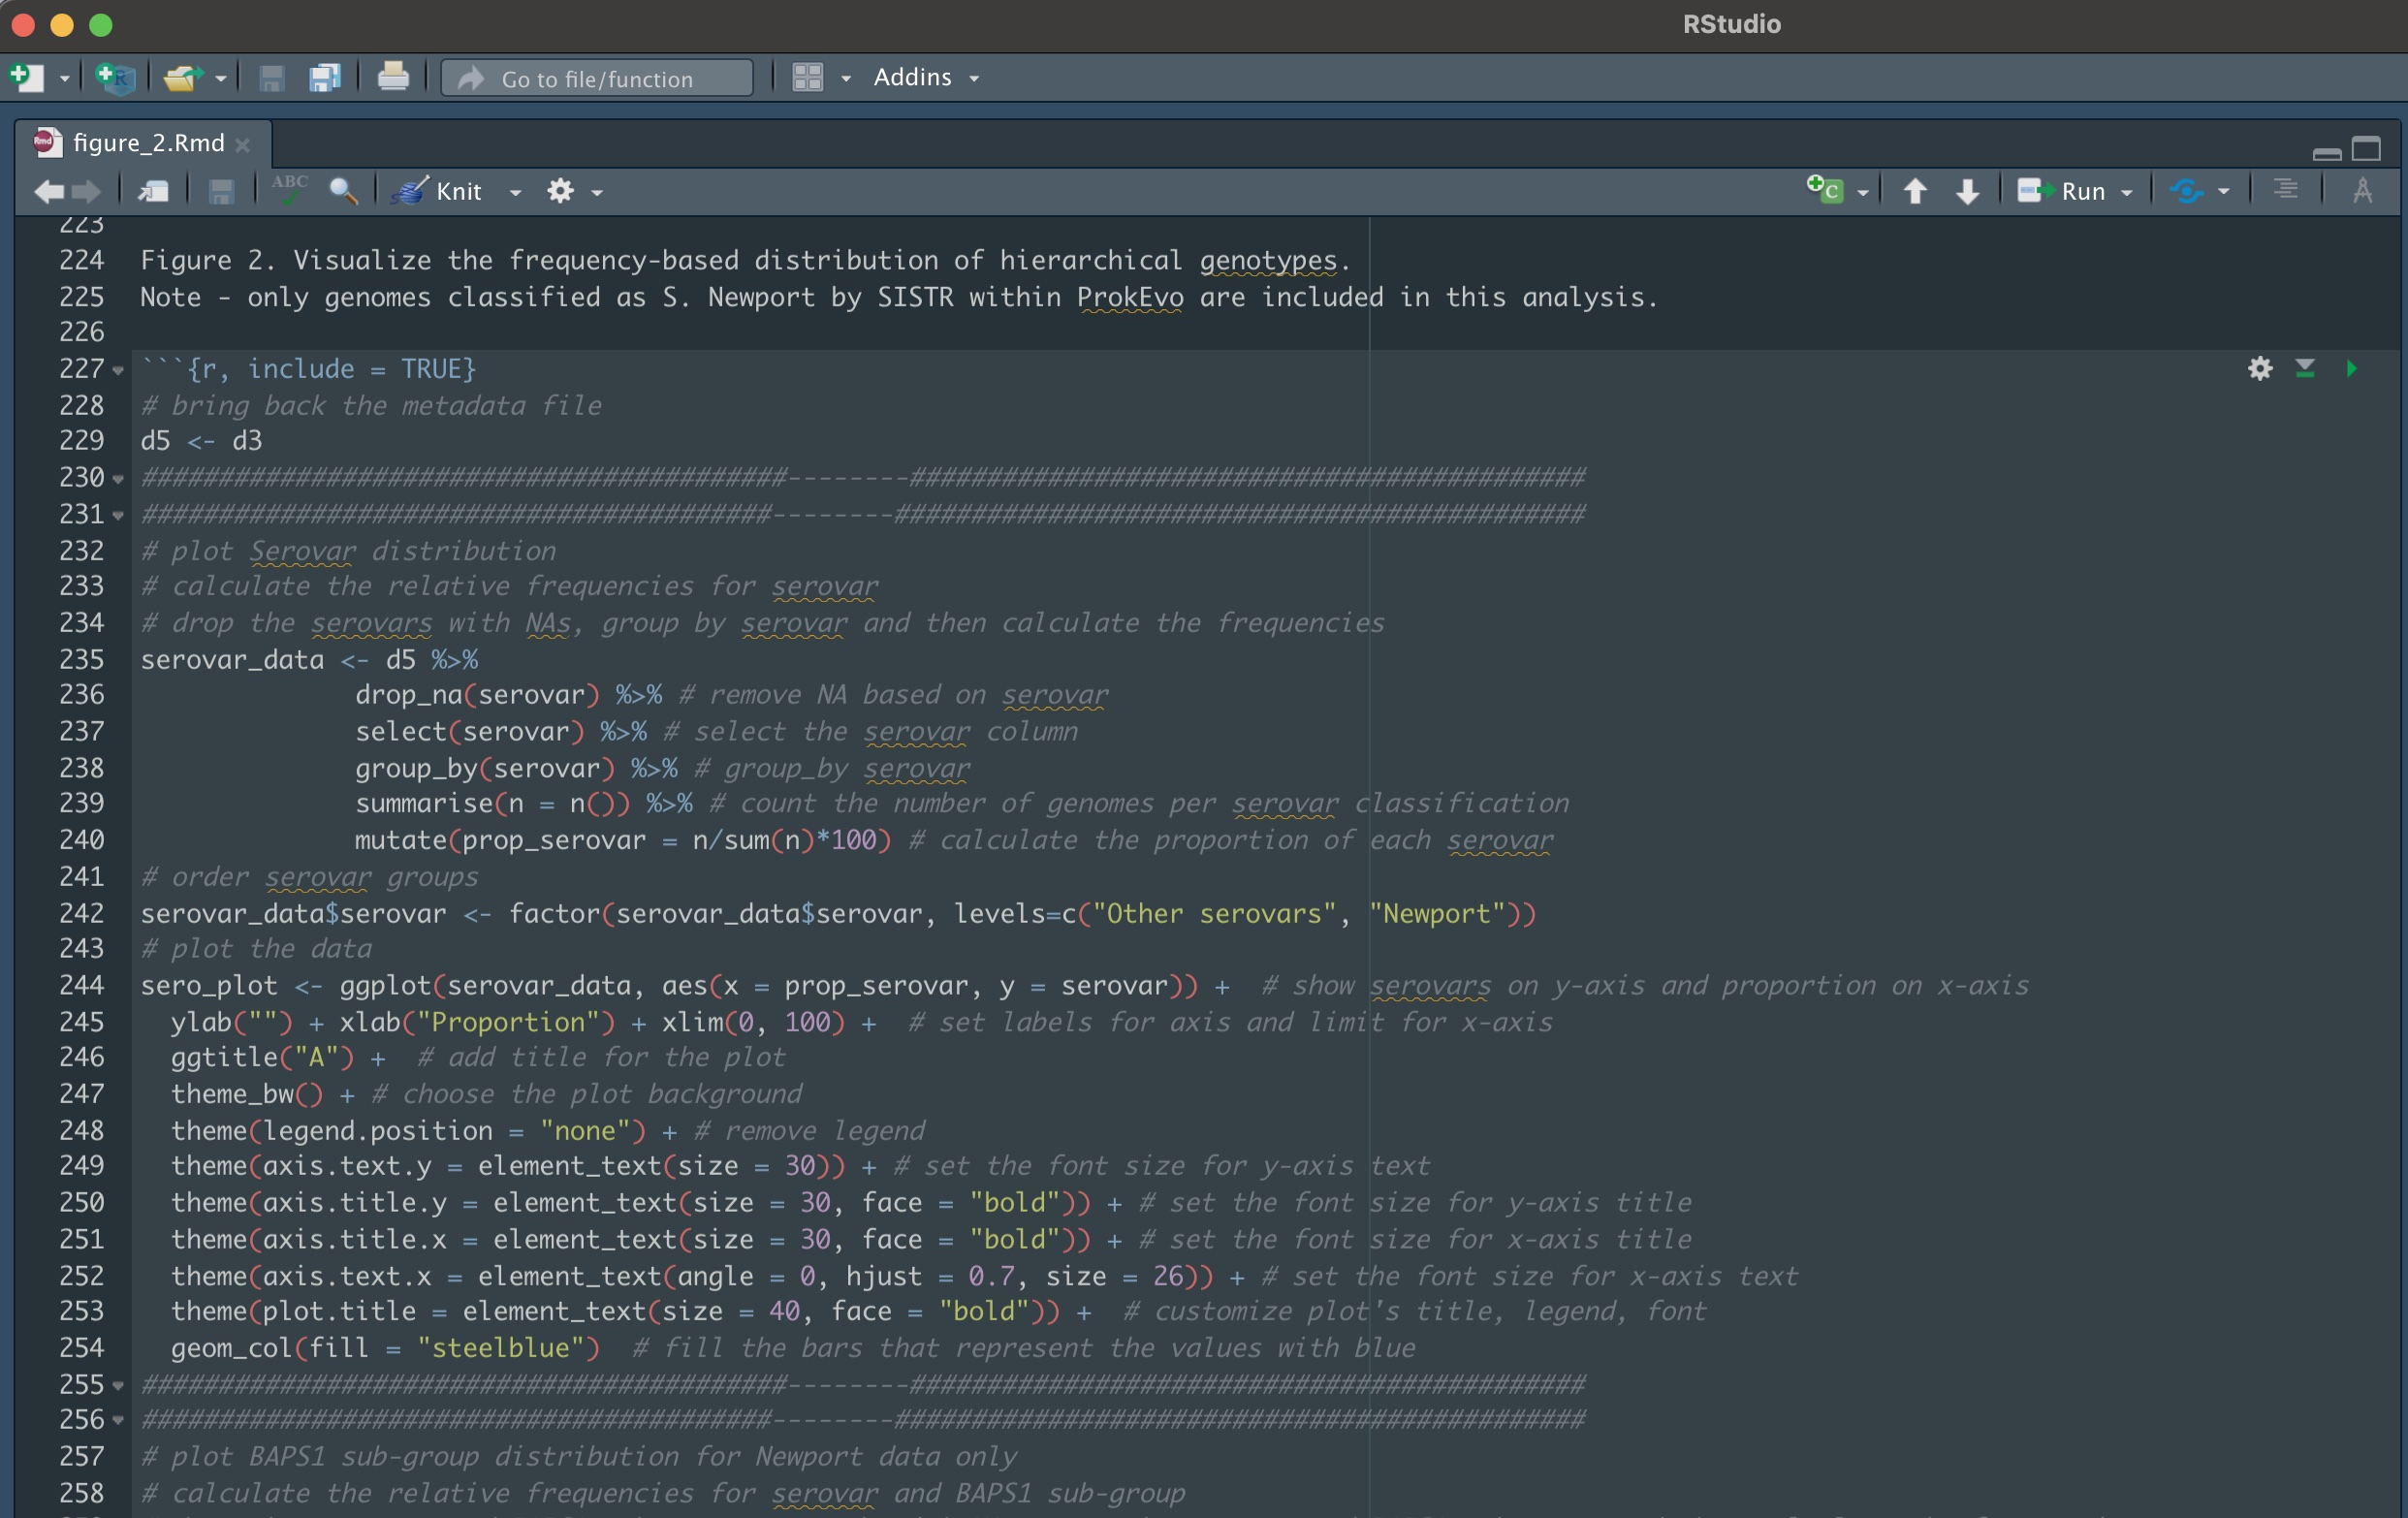 RStudio
Go to file/function
Addins
figure_2.Rmd
ABC
Knit
C
Run
223
224 Figure 2. Visualize the frequency-based distribution of hierarchical genotypes.
225 Note - only genomes classified as S. Newport by SISTR within ProkEvo are included in this analysis.
226
227 ```{r, include = TRUE}
228 # bring back the metadata file
229 d5 <- d3
230 ##########################################--------############################################
231 #########################################--------#############################################
232 # plot Serovar distribution
233 # calculate the relative frequencies for serovar
234 # drop the serovars with NAs, group by serovar and then calculate the frequencies
235 serovar_data <- d5 %>%
236               drop_na(serovar) %>% # remove NA based on serovar
237               select(serovar) %>% # select the serovar column
238               group_by(serovar) %>% # group_by serovar
239               summarise(n = n()) %>% # count the number of genomes per serovar classification
240               mutate(prop_serovar = n/sum(n)*100) # calculate the proportion of each serovar
241 # order serovar groups
242 serovar_data$serovar <- factor(serovar_data$serovar, levels=c("Other serovars", "Newport"))
243 # plot the data
244 sero_plot <- ggplot(serovar_data, aes(x = prop_serovar, y = serovar)) +  # show serovars on y-axis and proportion on x-axis
245   ylab("") + xlab("Proportion") + xlim(0, 100) +  # set labels for axis and limit for x-axis
246   ggtitle("A") +  # add title for the plot
247   theme_bw() + # choose the plot background
248   theme(legend.position = "none") + # remove legend
249   theme(axis.text.y = element_text(size = 30)) + # set the font size for y-axis text
250   theme(axis.title.y = element_text(size = 30, face = "bold")) + # set the font size for y-axis title
251   theme(axis.title.x = element_text(size = 30, face = "bold")) + # set the font size for x-axis title
252   theme(axis.text.x = element_text(angle = 0, hjust = 0.7, size = 26)) + # set the font size for x-axis text
253   theme(plot.title = element_text(size = 40, face = "bold")) +  # customize plot's title, legend, font
254   geom_col(fill = "steelblue")  # fill the bars that represent the values with blue
255 ##########################################--------############################################
256 #########################################--------#############################################
257 # plot BAPS1 sub-group distribution for Newport data only
258 # calculate the relative frequencies for serovar and BAPS1 sub-group